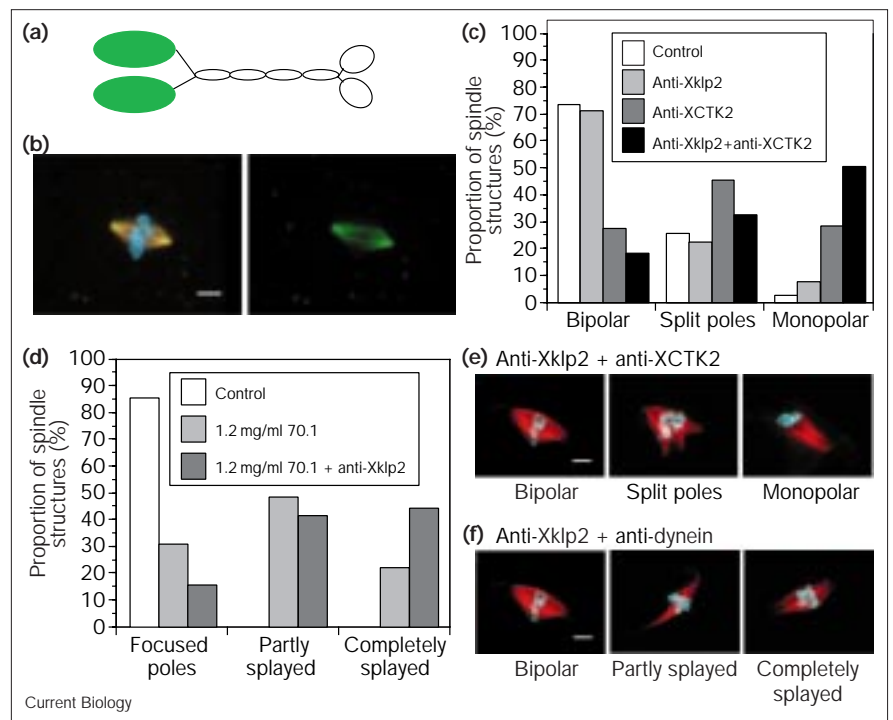 (a)
(b)
(c)
Proportion of spindle
structures (%)
100
90
80
70
60
50
40
30
20
10
0
Control
Anti-Xklp2
Anti-XCTK2
Anti-Xklp2+anti-XCTK2
Bipolar
Split poles
Monopolar
(d)
Proportion of spindle
structures (%)
100
90
80
70
60
50
40
30
20
10
0
Control
1.2 mg/ml 70.1
1.2 mg/ml 70.1 + anti-Xklp2
Focused
poles
Partly
splayed
Completely
splayed
(e) Anti-Xklp2 + anti-XCTK2
Bipolar
Split poles
Monopolar
(f) Anti-Xklp2 + anti-dynein
Bipolar
Partly splayed
Completely
splayed
Current Biology